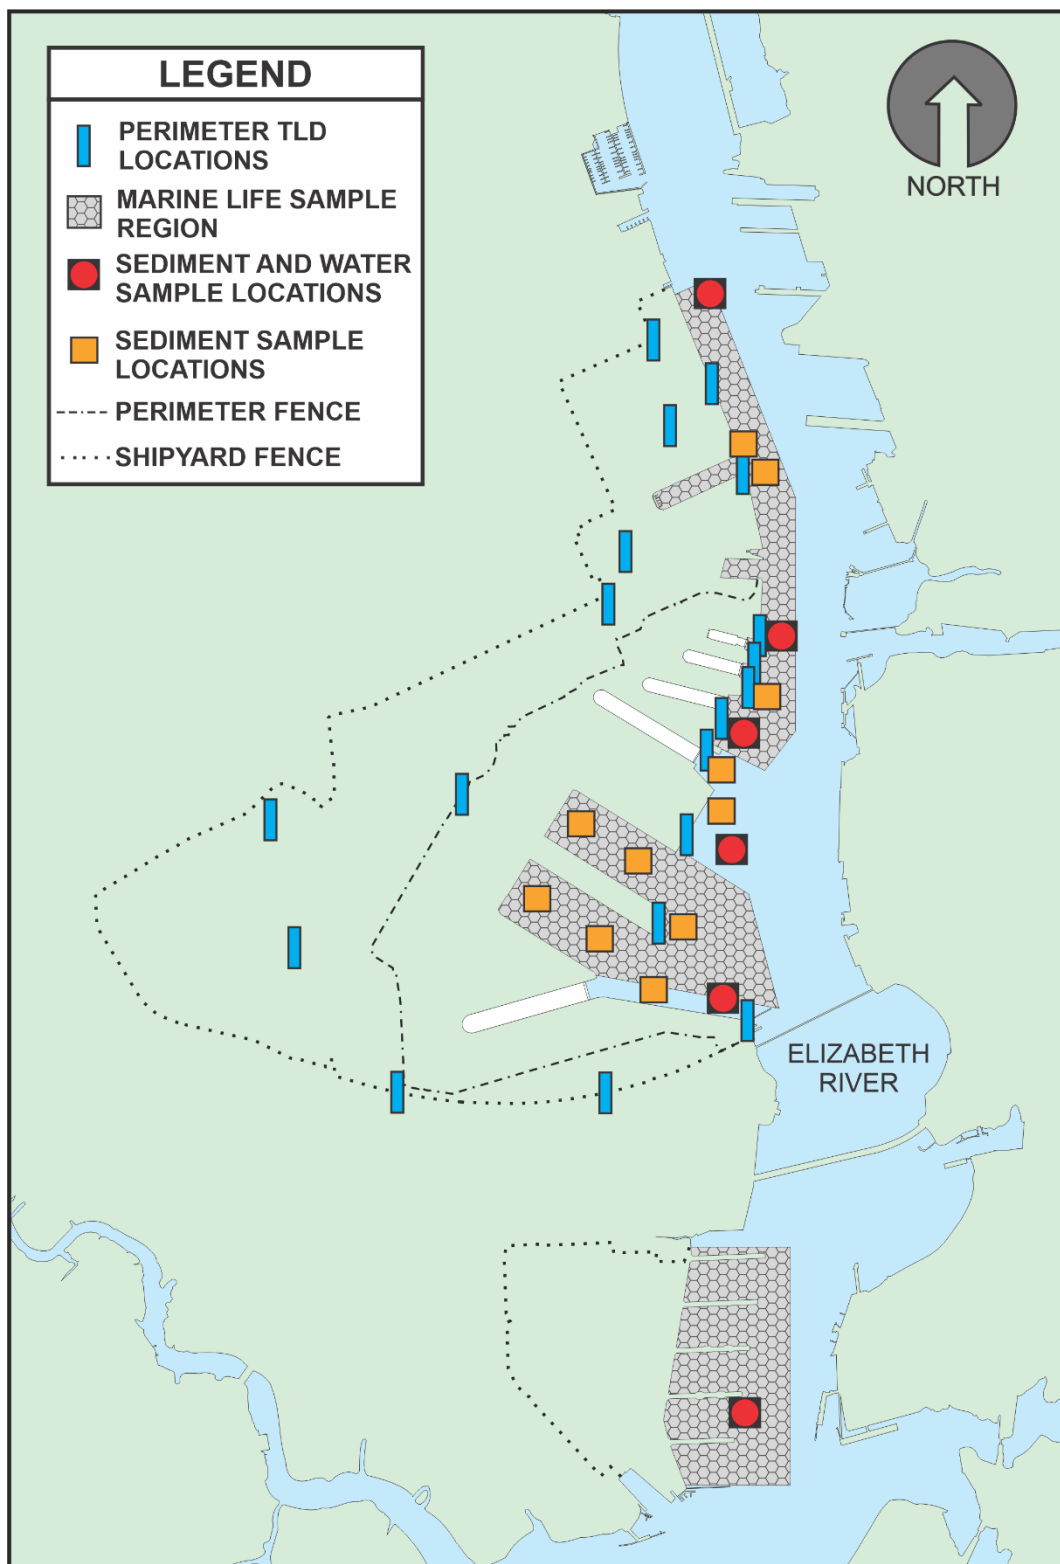 LEGEND
PERIMETER TLD
LOCATIONS
MARINE LIFE SAMPLE
REGION
SEDIMENT AND WATER
SAMPLE LOCATIONS
SEDIMENT SAMPLE
LOCATIONS
PERIMETER FENCE
SHIPYARD FENCE
NORTH
ELIZABETH
RIVER